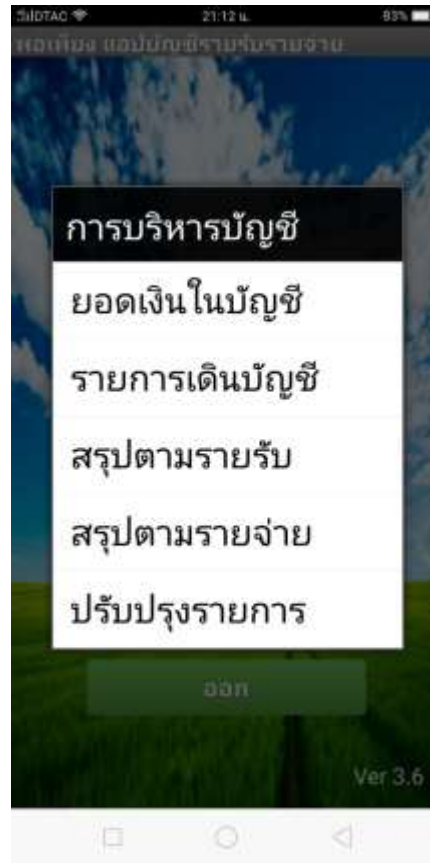 DTAC
21:12 น.
93%
พอเพียง แอปบัญชีรายรับรายจ่าย
การบริหารบัญชี
ยอดเงินในบัญชี
รายการเดินบัญชี
สรุปตามรายรับ
สรุปตามรายจ่าย
ปรับปรุงรายการ
ออก
Ver 3.6